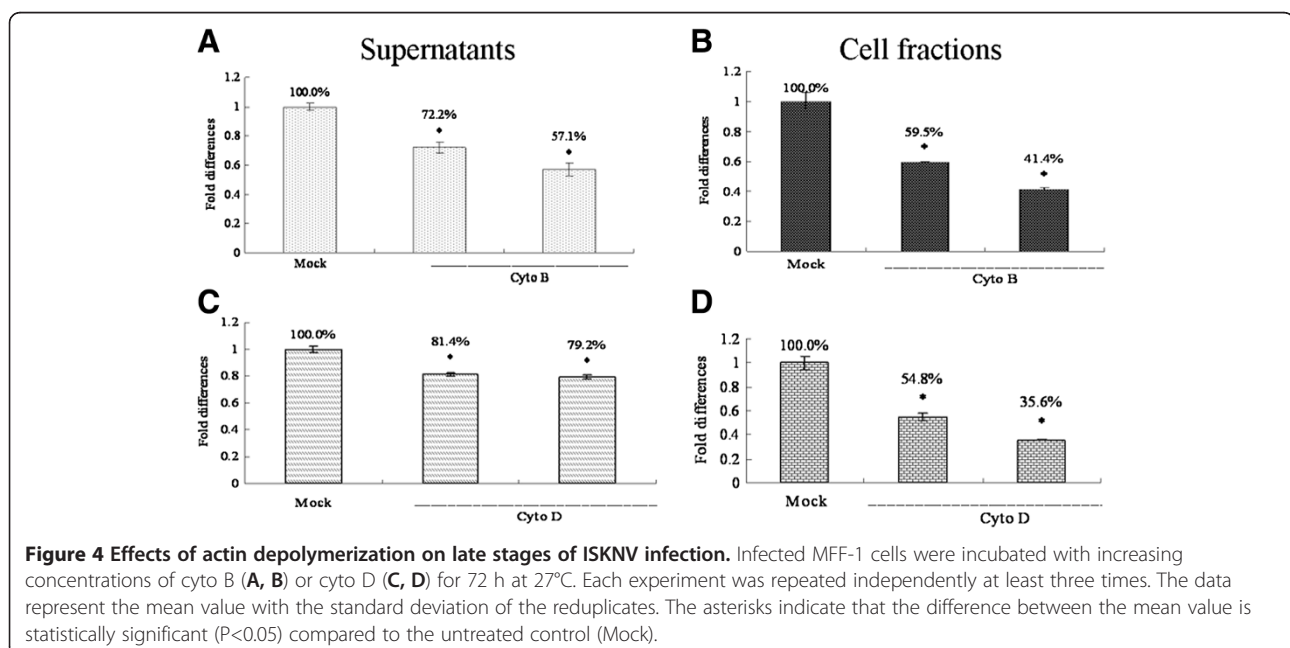 A Supernatants
B Cell fractions
Fold differences
1.2
1
0.8
0.6
0.4
0.2
0
100.0%
72.2%
*
57.1%
*
Mock
Cyto B
Fold differences
1.2
1
0.8
0.6
0.4
0.2
0
100.0%
59.5%
*
41.4%
*
Mock
Cyto B
C
Fold differences
1.2
1
0.8
0.6
0.4
0.2
0
100.0%
81.4%
*
79.2%
*
Mock
Cyto D
D
Fold differences
1.2
1
0.8
0.6
0.4
0.2
0
100.0%
54.8%
*
35.6%
*
Mock
Cyto D
Figure 4 Effects of actin depolymerization on late stages of ISKNV infection. Infected MFF-1 cells were incubated with increasing
concentrations of cyto B (A, B) or cyto D (C, D) for 72 h at 27°C. Each experiment was repeated independently at least three times. The data
represent the mean value with the standard deviation of the reduplicates. The asterisks indicate that the difference between the mean value is
statistically significant (P<0.05) compared to the untreated control (Mock).